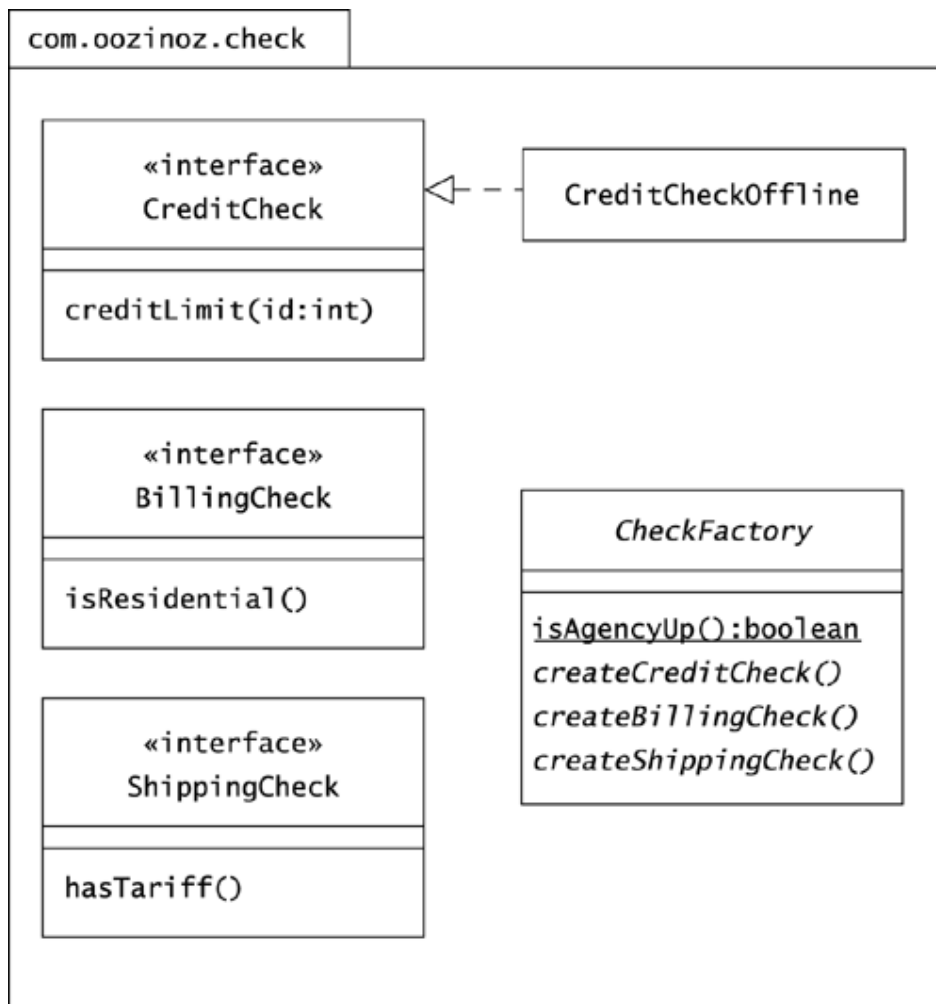 com.oozinoz.check
«interface»
CreditCheck
creditLimit(id:int)
CreditCheckOffline
«interface»
BillingCheck
isResidential()
CheckFactory
isAgencyUp():boolean
createCreditCheck()
createBillingCheck()
createShippingCheck()
«interface»
ShippingCheck
hasTariff()